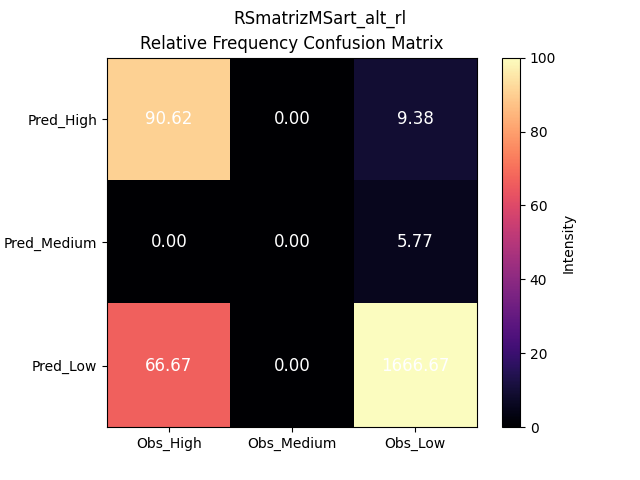 RSmatrizMSart_alt_rl
Relative Frequency Confusion Matrix
Pred_High 90.62 0.00 9.38
Pred_Medium 0.00 0.00 5.77
Pred_Low 66.67 0.00 1666.67
Obs_High Obs_Medium Obs_Low
100
80
60
40
20
0
Intensity